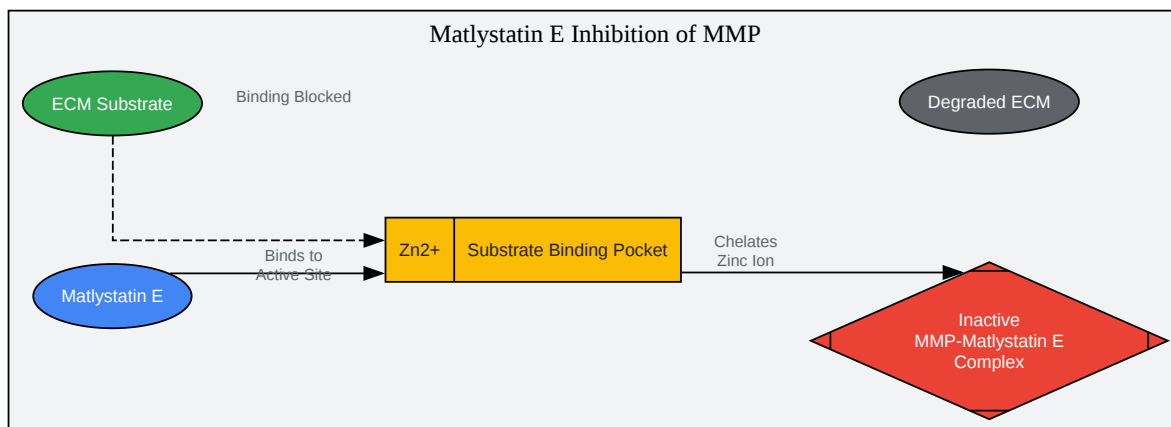 Matlystatin E Inhibition of MMP
ECM Substrate
Binding Blocked
Degraded ECM
Zn2+
Substrate Binding Pocket
Binds to
Active Site
Chelates
Zinc Ion
Matlystatin E
Inactive
MMP-Matlystatin E
Complex